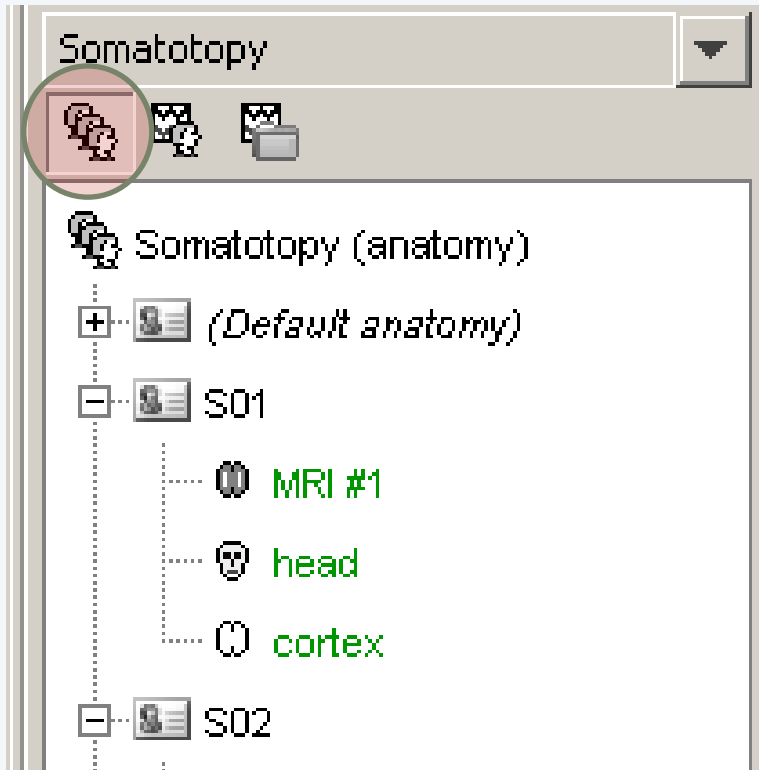 Somatotopy
Somatotopy (anatomy)
(Default anatomy)
S01
MRI #1
head
cortex
S02